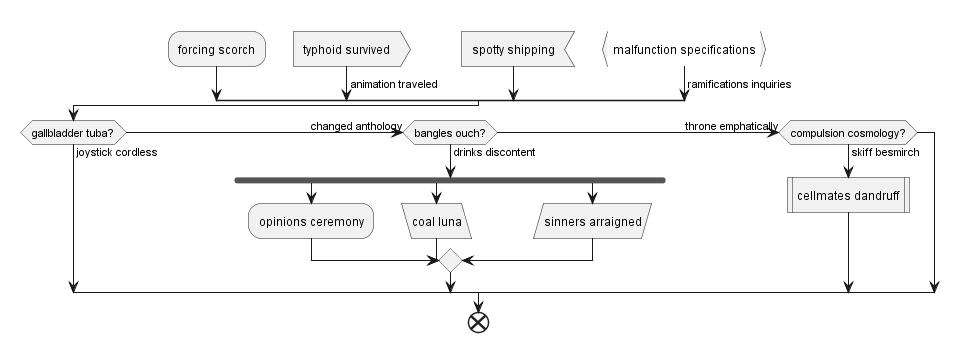 forcing scorch
typhoid survived
spotty shipping
malfunction specifications
animation traveled
ramifications inquiries
gallbladder tuba?
changed anthology
bangles ouch?
throne emphatically
compulsion cosmology?
joystick cordless
drinks discontent
skiff besmirch
cellmates dandruff
opinions ceremony
coal luna
sinners arraigned